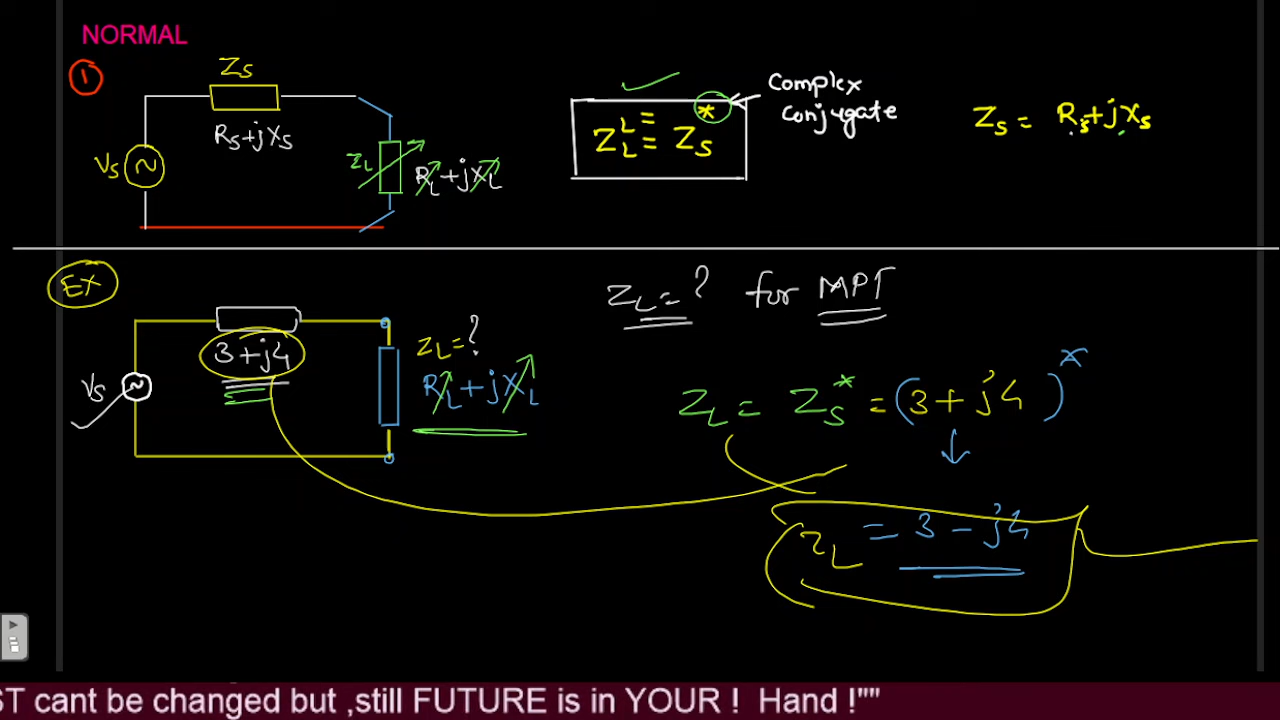 NORMAL
①
Zs
Rs+jXs
Vs
ZL
RL+jXL
ZL = Zs*
Complex
Conjugate
Zs = Rs+jXs
EX
3+j4
Vs
ZL=?
RL+jXL
ZL=? for MPT
ZL = Zs* = (3+j4)*
ZL = 3-j4
ST cant be changed but ,still FUTURE is in YOUR ! Hand !""